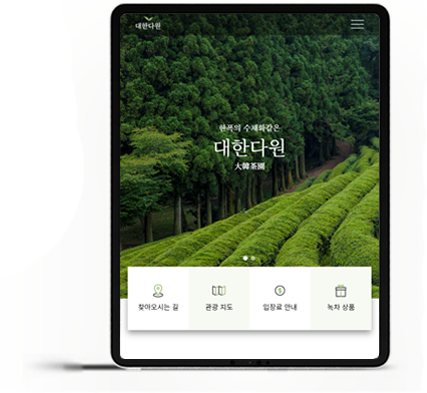 대한다원
한폭의 수채화같은
대한다원
大韓茶園
찾아오시는 길
관광 지도
입장료 안내
녹차 상품